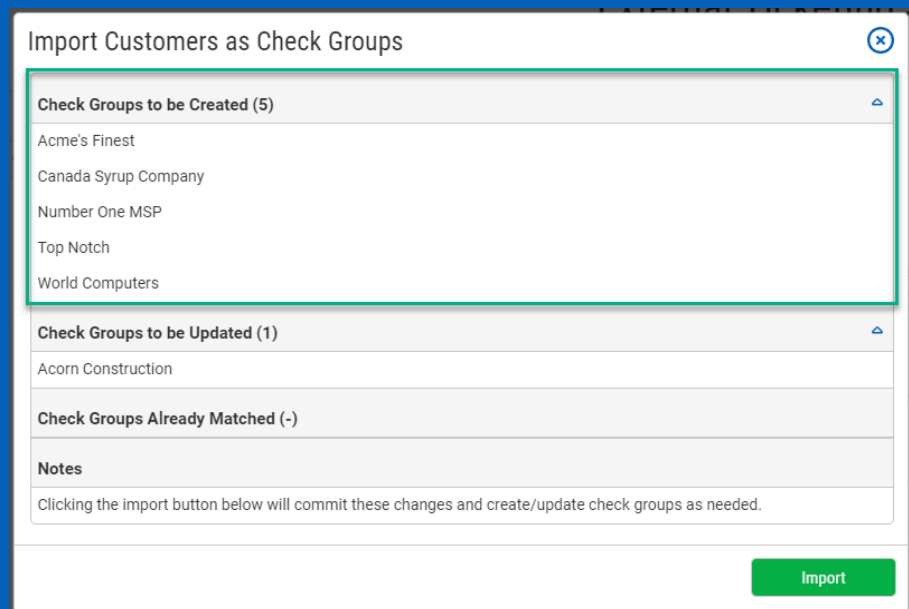 Import Customers as Check Groups
Check Groups to be Created (5)
Acme's Finest
Canada Syrup Company
Number One MSP
Top Notch
World Computers
Check Groups to be Updated (1)
Acorn Construction
Check Groups Already Matched (-)
Notes
Clicking the import button below will commit these changes and create/update check groups as needed.
Import